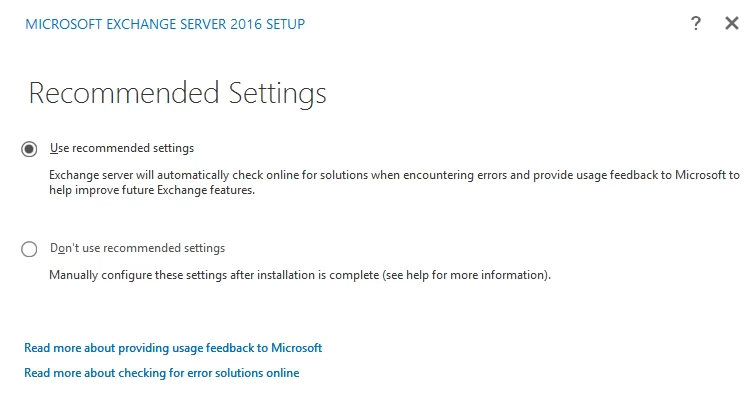 MICROSOFT EXCHANGE SERVER 2016 SETUP
? ✕
Recommended Settings
Use recommended settings
Exchange server will automatically check online for solutions when encountering errors and provide usage feedback to Microsoft to
help improve future Exchange features.
Don't use recommended settings
Manually configure these settings after installation is complete (see help for more information).
Read more about providing usage feedback to Microsoft
Read more about checking for error solutions online